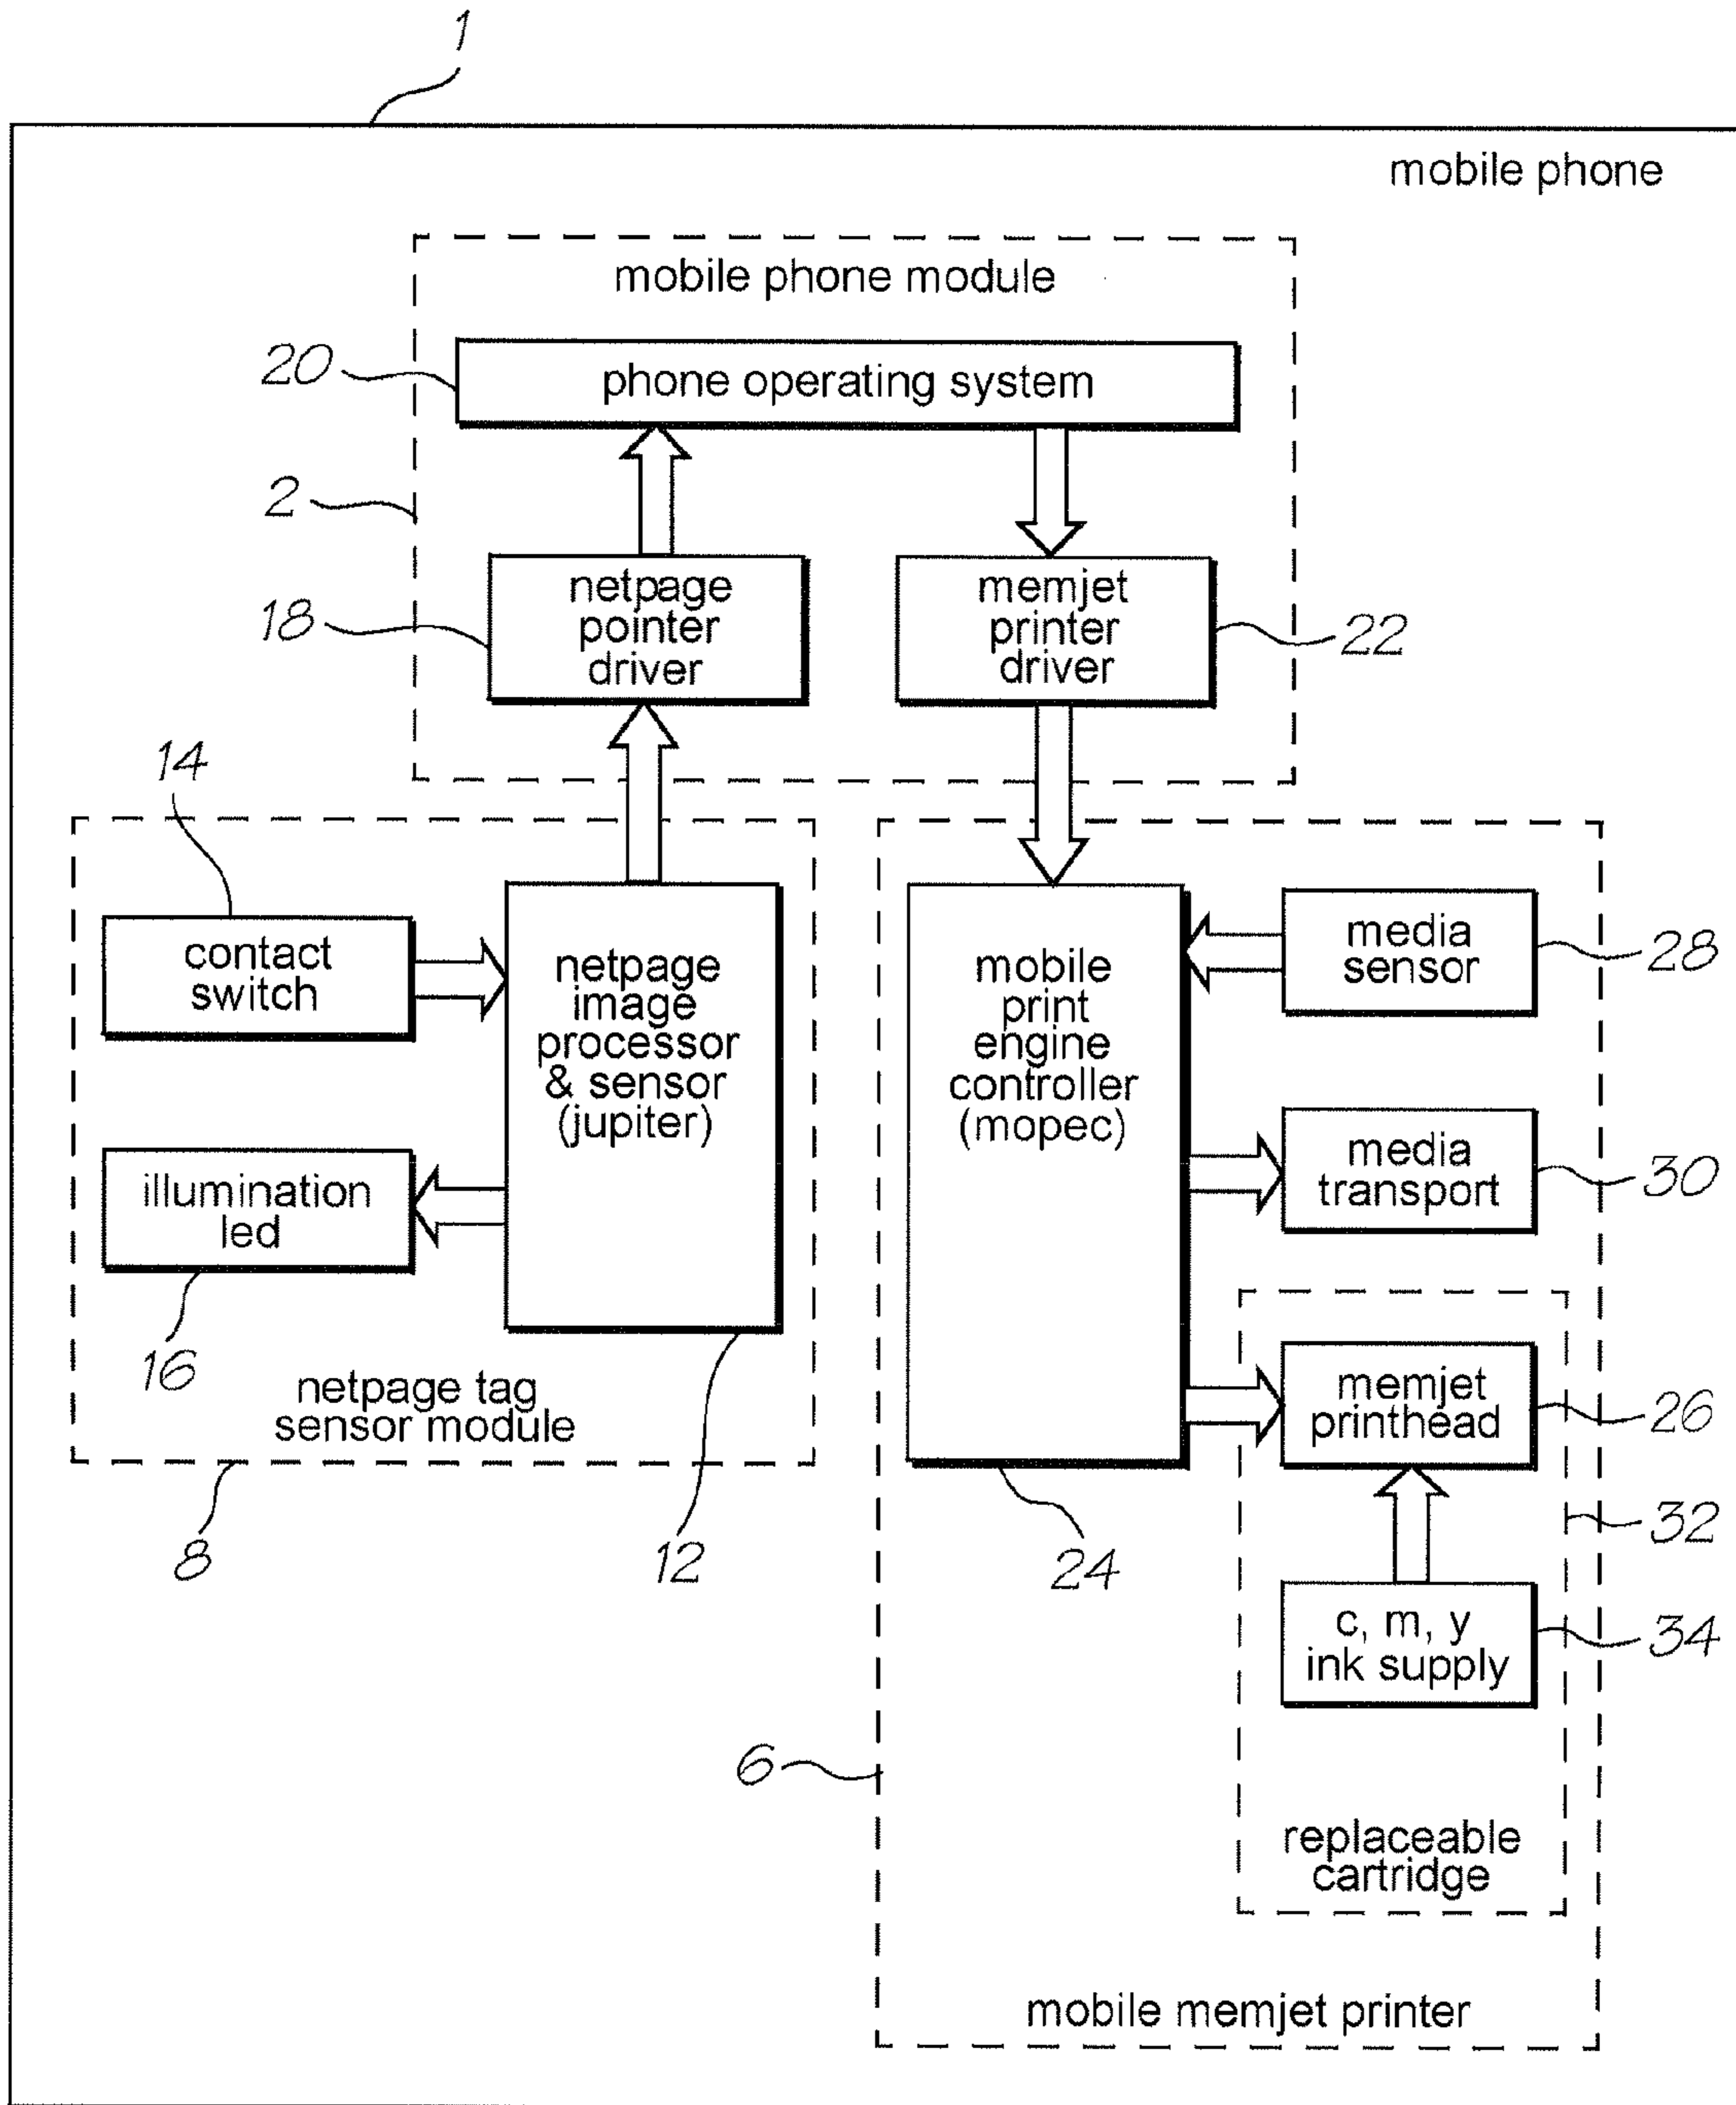 1
mobile phone
mobile phone module
20
phone operating system
2
18
netpage
pointer
driver
memjet
printer
driver
22
14
contact
switch
netpage
image
processor
& sensor
(jupiter)
illumination
led
16
netpage tag
sensor module
8
12
mobile
print
engine
controller
(mopec)
media
sensor
28
media
transport
30
memjet
printhead
26
24
32
c, m, y
ink supply
34
6
replaceable
cartridge
mobile memjet printer